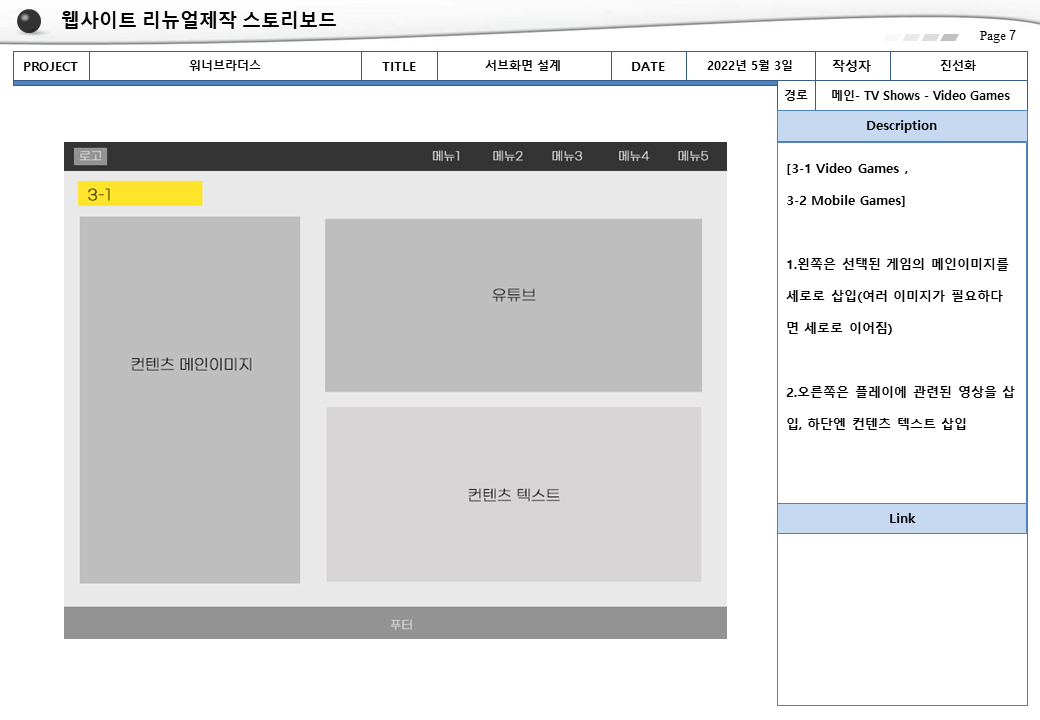 웹사이트 리뉴얼제작 스토리보드
Page 7
PROJECT 워너브라더스 TITLE 서브화면 설계 DATE 2022년 5월 3일 작성자 진선화
경로 메인- TV Shows - Video Games
Description
로고 메뉴1 메뉴2 메뉴3 메뉴4 메뉴5
3-1
컨텐츠 메인이미지
유튜브
컨텐츠 텍스트
푸터
[3-1 Video Games ,
3-2 Mobile Games]
1.왼쪽은 선택된 게임의 메인이미지를
세로로 삽입(여러 이미지가 필요하다
면 세로로 이어짐)
2.오른쪽은 플레이에 관련된 영상을 삽
입, 하단엔 컨텐츠 텍스트 삽입
Link